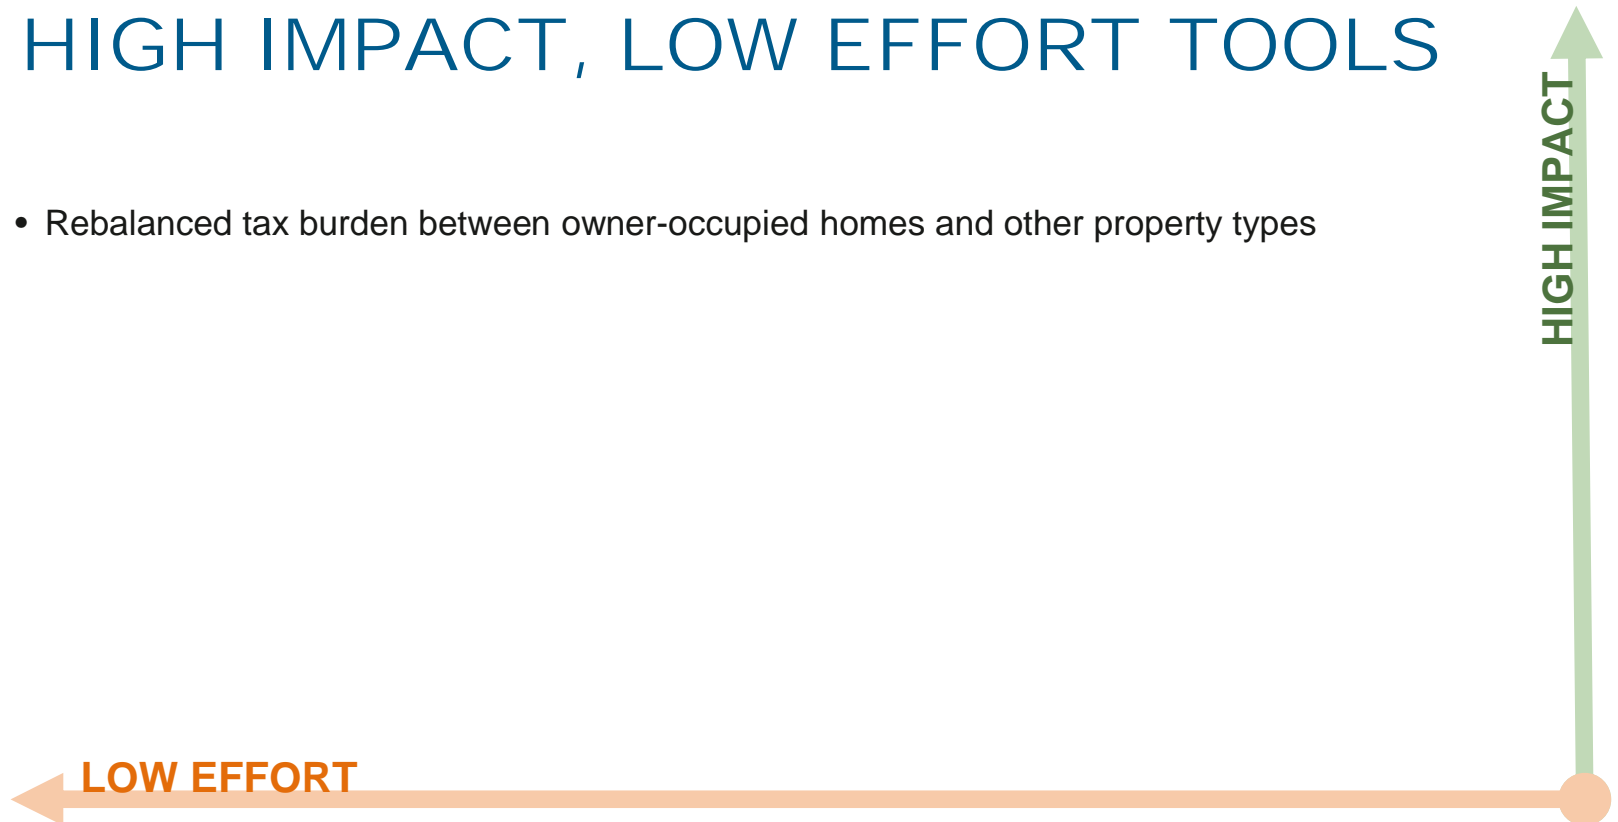 HIGH IMPACT, LOW EFFORT TOOLS
HIGH IMPACT
• Rebalanced tax burden between owner-occupied homes and other property types
LOW EFFORT